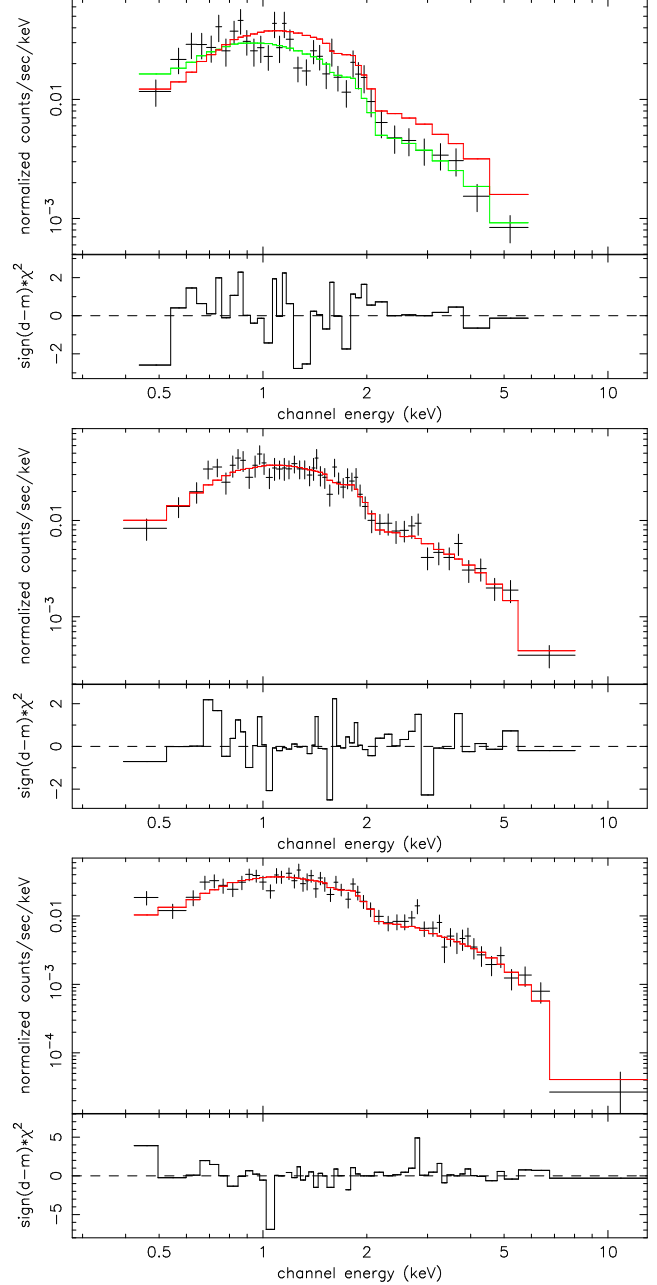 normalized counts/sec/keV
0.01
10⁻³
sign(d−m)*χ²
2
0
−2
0.5 1 2 5 10
channel energy (keV)
normalized counts/sec/keV
0.01
10⁻³
sign(d−m)*χ²
2
0
−2
0.5 1 2 5 10
channel energy (keV)
normalized counts/sec/keV
0.01
10⁻³
10⁻⁴
sign(d−m)*χ²
5
0
−5
0.5 1 2 5 10
channel energy (keV)